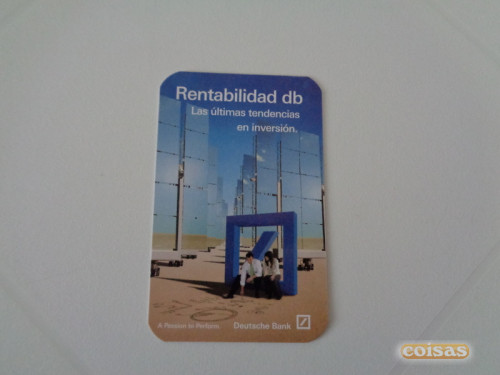 Rentabilidad db
Las últimas tendencias
en inversión.
A Passion to Perform.
Deutsche Bank
coisas